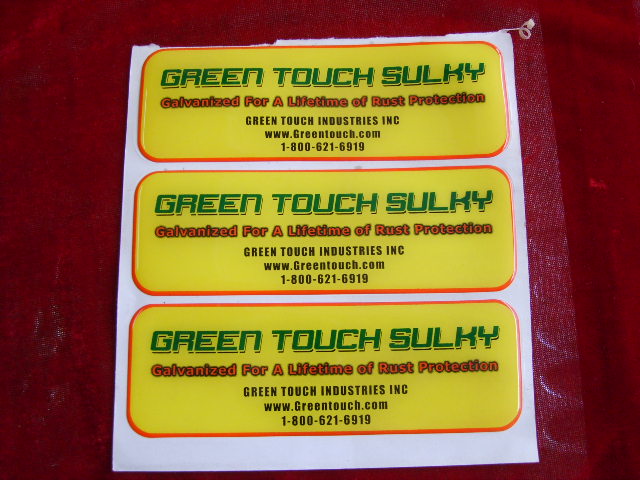 GREEN TOUCH SULKY
Galvanized For A Lifetime of Rust Protection
GREEN TOUCH INDUSTRIES INC
www.Greentouch.com
1-800-621-6919
GREEN TOUCH SULKY
Galvanized For A Lifetime of Rust Protection
GREEN TOUCH INDUSTRIES INC
www.Greentouch.com
1-800-621-6919
GREEN TOUCH SULKY
Galvanized For A Lifetime of Rust Protection
GREEN TOUCH INDUSTRIES INC
www.Greentouch.com
1-800-621-6919